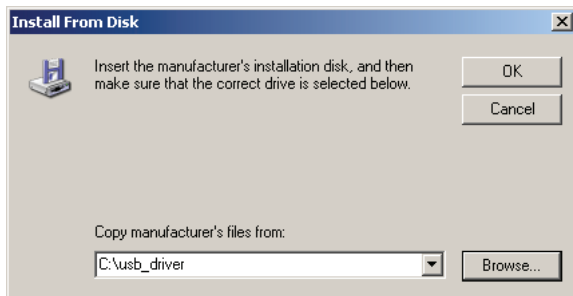 Install From Disk
Insert the manufacturer's installation disk, and then
make sure that the correct drive is selected below.
OK
Cancel
Copy manufacturer's files from:
C:\usb_driver
Browse...